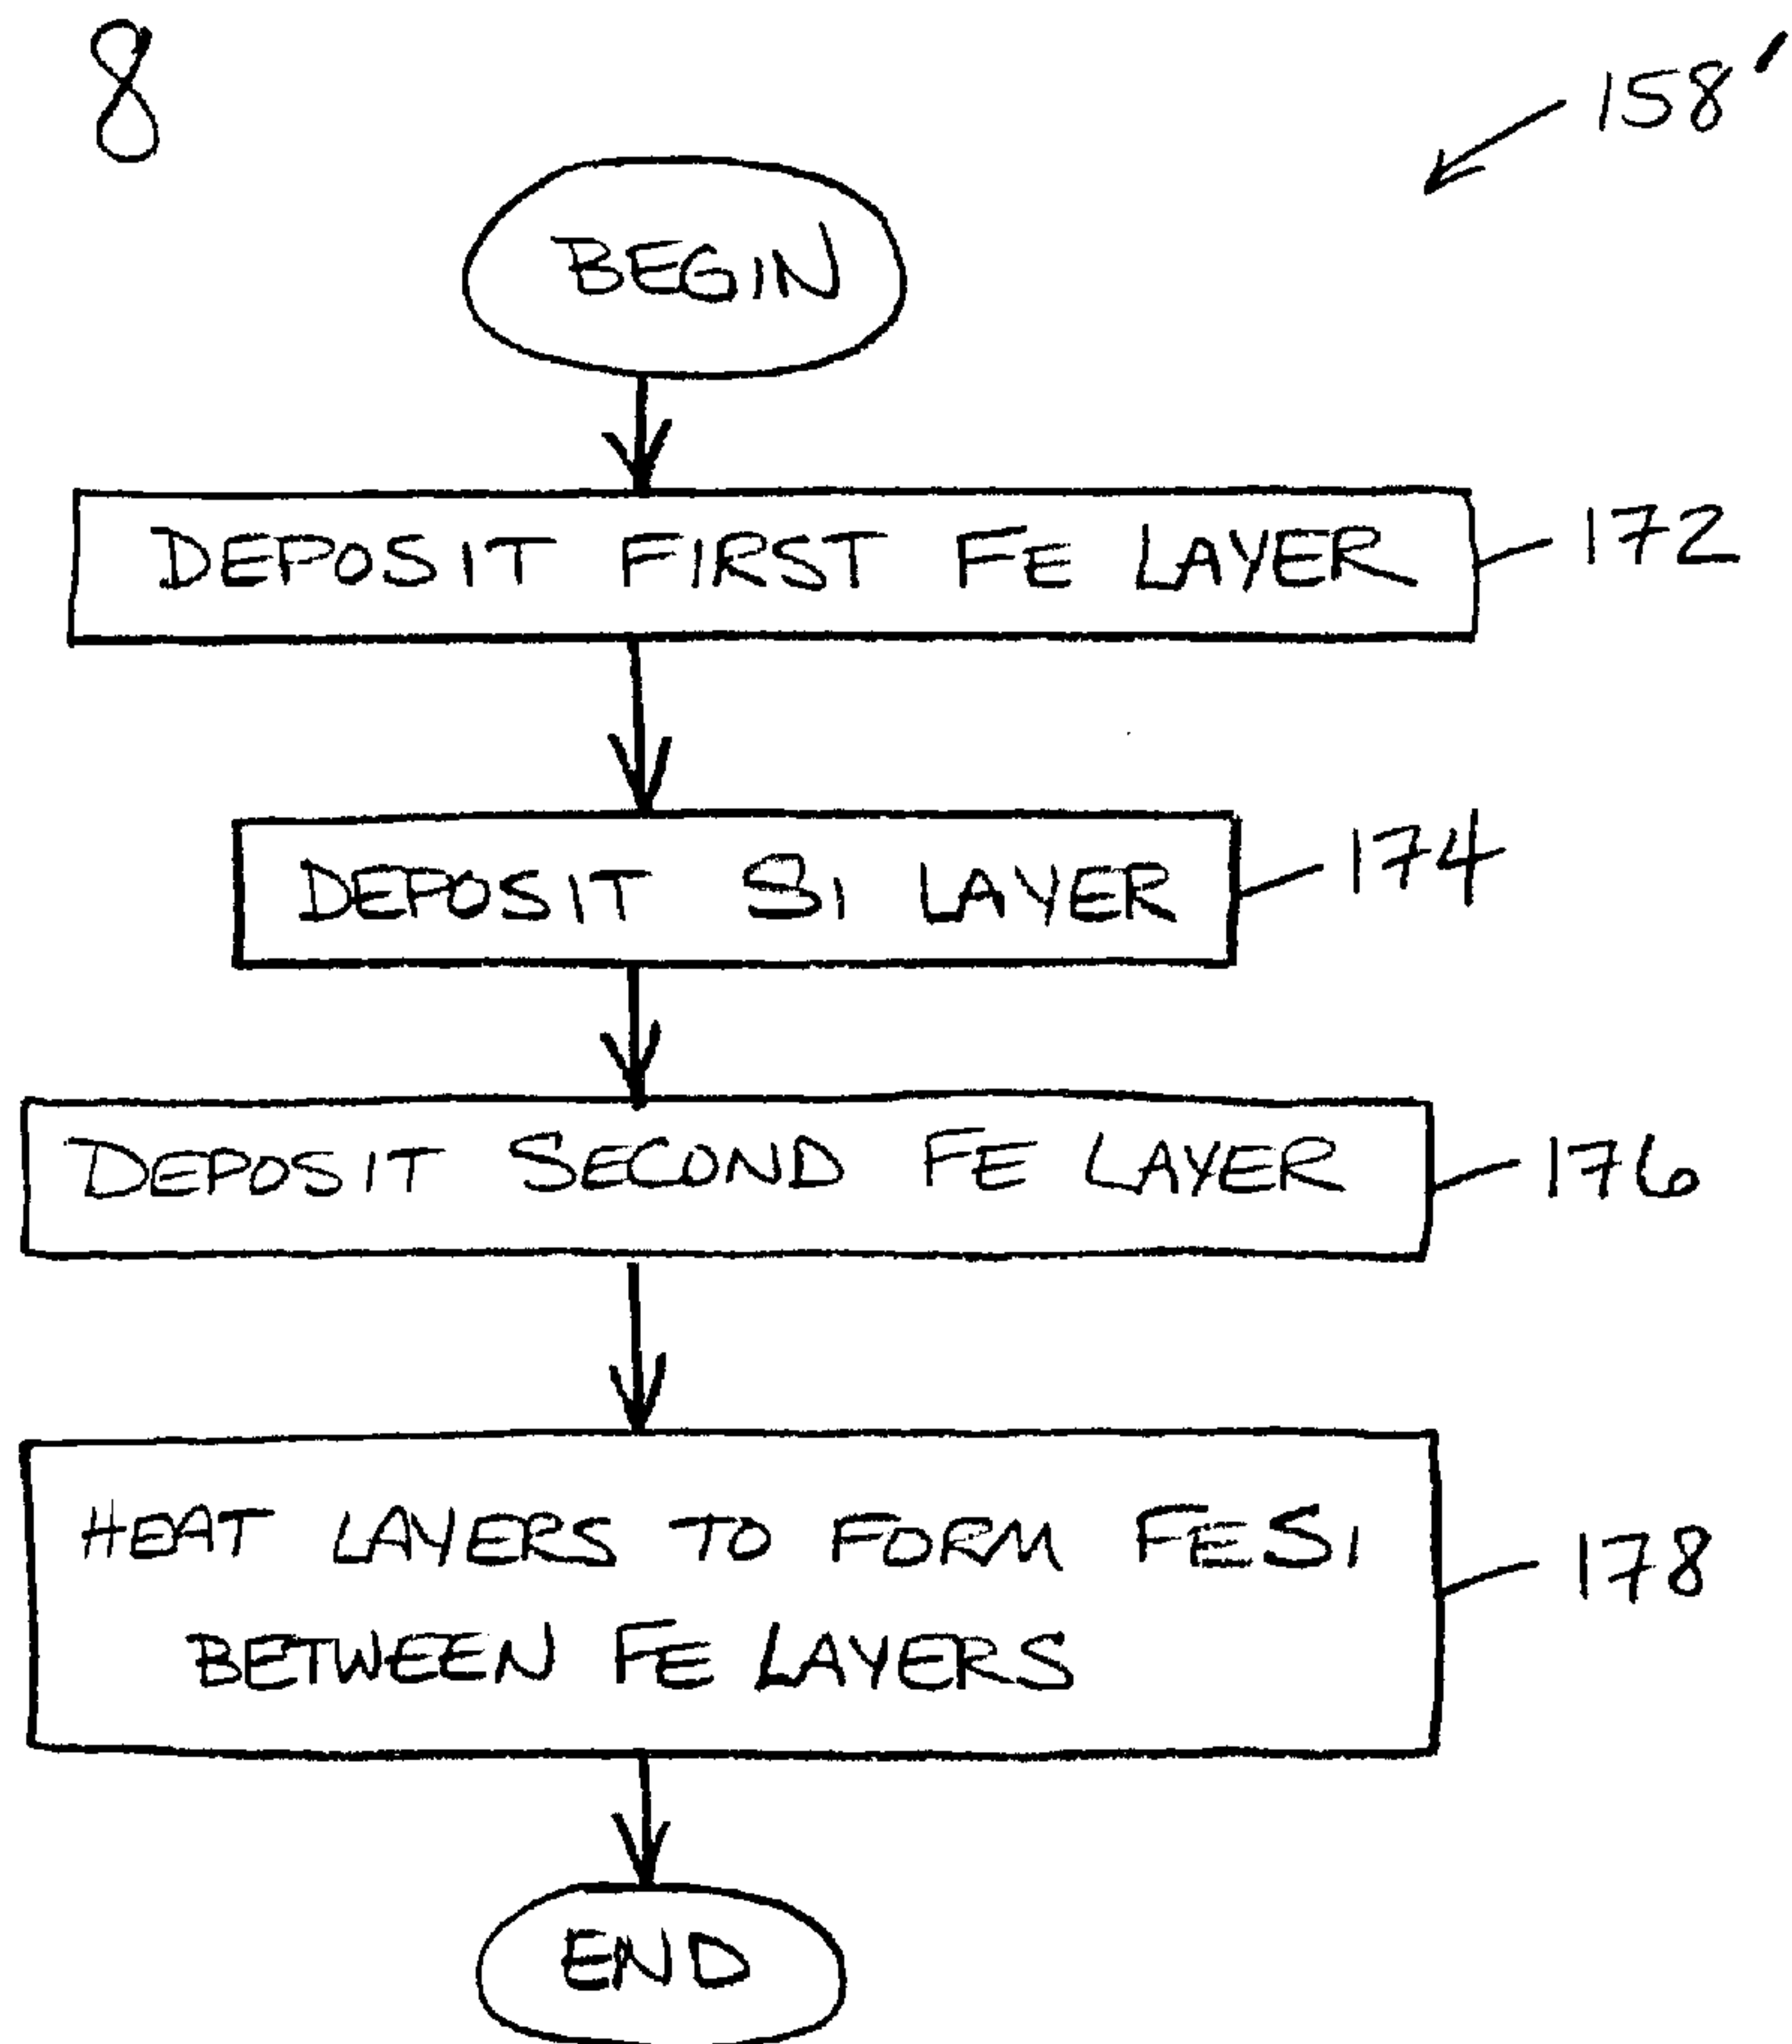 8
158'
BEGIN
DEPOSIT FIRST FE LAYER
172
DEPOSIT SI LAYER
174
DEPOSIT SECOND FE LAYER
176
HEAT LAYERS TO FORM FESI
178
BETWEEN FE LAYERS
END